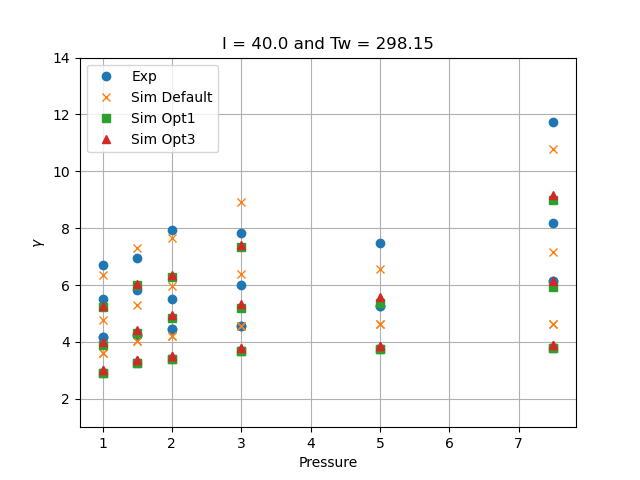 I = 40.0 and Tw = 298.15
14
12
10
8
6
4
2
γ
Exp
Sim Default
Sim Opt1
Sim Opt3
1 2 3 4 5 6 7
Pressure